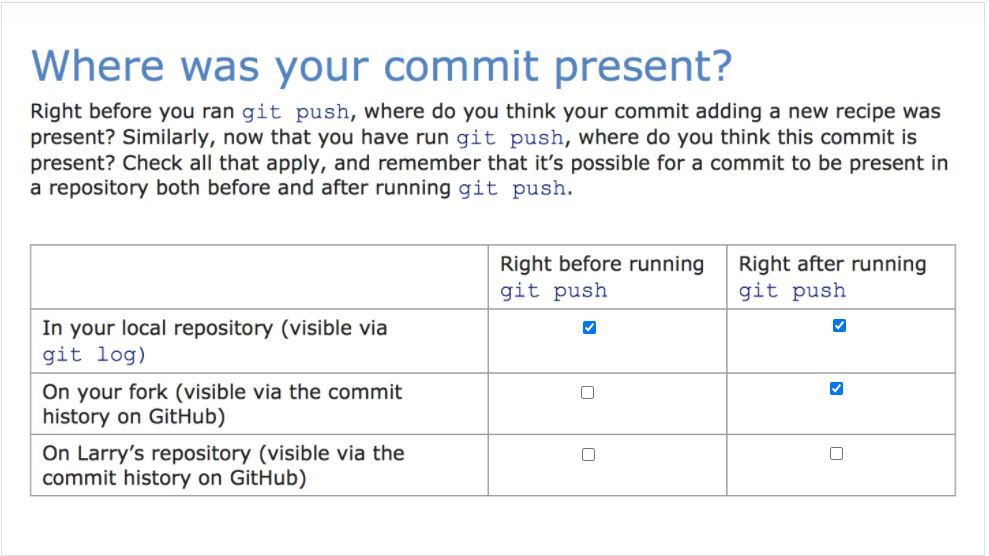 Where was your commit present?
Right before you ran git push, where do you think your commit adding a new recipe was
present? Similarly, now that you have run git push, where do you think this commit is
present? Check all that apply, and remember that it’s possible for a commit to be present in
a repository both before and after running git push.
Right before running
git push
Right after running
git push
In your local repository (visible via
git log)
On your fork (visible via the commit
history on GitHub)
On Larry’s repository (visible via the
commit history on GitHub)